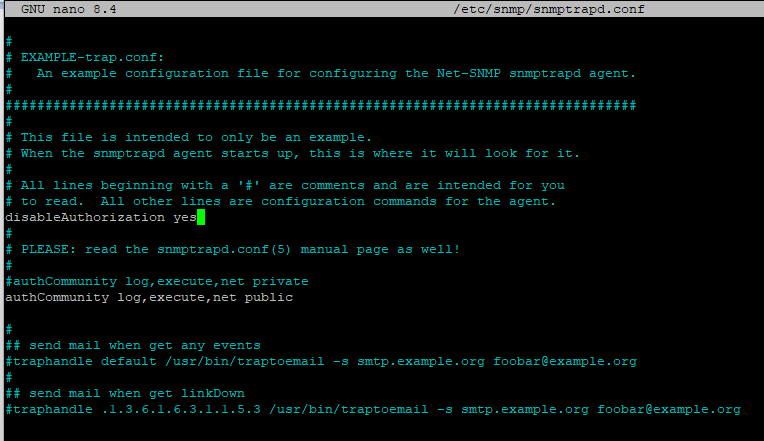 GNU nano 8.4 /etc/snmp/snmptrapd.conf
#
# EXAMPLE-trap.conf:
#   An example configuration file for configuring the Net-SNMP snmptrapd agent.
#
###############################################################################
#
# This file is intended to only be an example.
# When the snmptrapd agent starts up, this is where it will look for it.
#
# All lines beginning with a '#' are comments and are intended for you
# to read.  All other lines are configuration commands for the agent.
disableAuthorization yes
#
# PLEASE: read the snmptrapd.conf(5) manual page as well!
#
#authCommunity log,execute,net private
authCommunity log,execute,net public
#
## send mail when get any events
#traphandle default /usr/bin/traptoemail -s smtp.example.org foobar@example.org
#
## send mail when get linkDown
#traphandle .1.3.6.1.6.3.1.1.5.3 /usr/bin/traptoemail -s smtp.example.org foobar@example.org